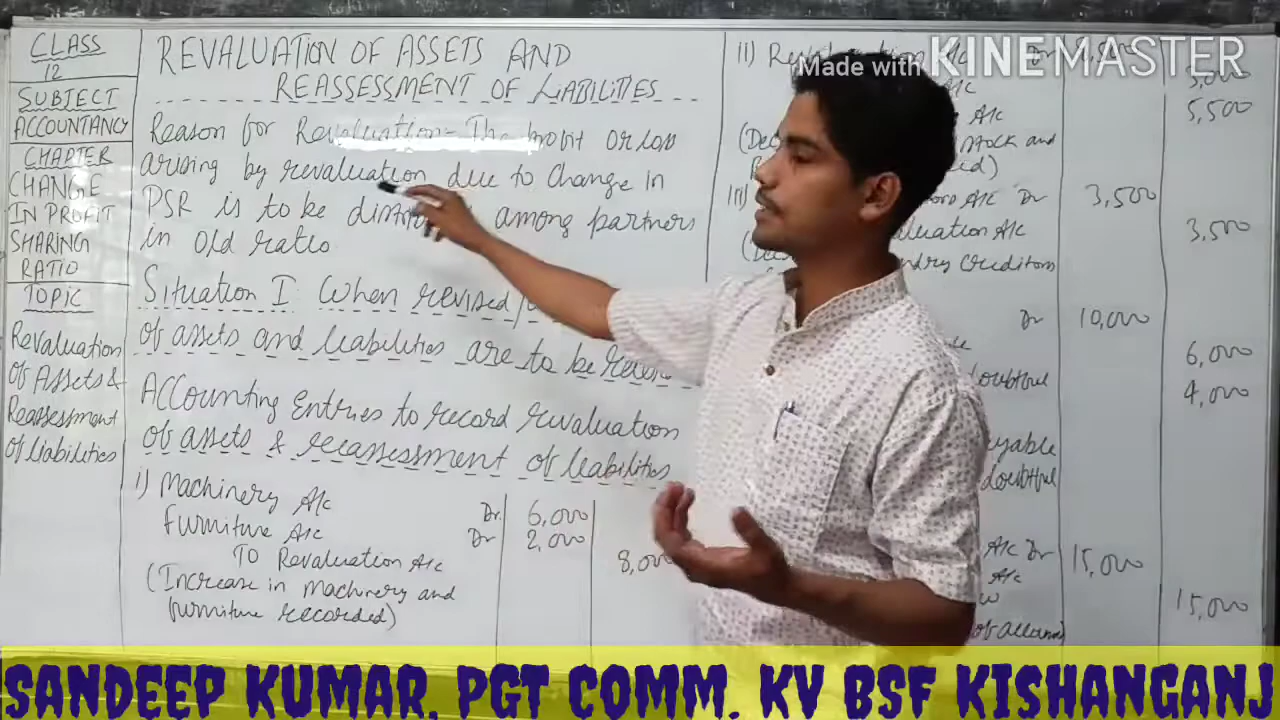 CLASS
12
SUBJECT
ACCOUNTANCY
CHAPTER
CHANGE
IN PROFIT
SHARING
RATIO
TOPIC
Revaluation
of Assets &
Reassessment
of liabilities
REVALUATION OF ASSETS AND
REASSESSMENT OF LIABILITIES
Reason for Revaluation - The profit or loss
arising by revaluation due to Change in
PSR is to be among partners
in Old ratio
Situation I When revised/
of assets and liabilities are to be
Accounting Entries to record revaluation
of assets & reassessment of liabilities
i) Machinery A/c Dr. 6,000
Furniture A/c Dr 2,000
To Revaluation A/c 8,000
(Increase in Machinery and
furniture recorded)
II)
Made with KINEMASTER
3,000
A/c
A/c 5,500
stock and
III) A/c Dr 3,500
A/c 3,500
creditors
Dr 10,000
6,000
doubtful 4,000
doubtful
A/c Dr 15,000
A/c
15,000
SANDEEP KUMAR. PGT COMM. KV BSF KISHANGANJ